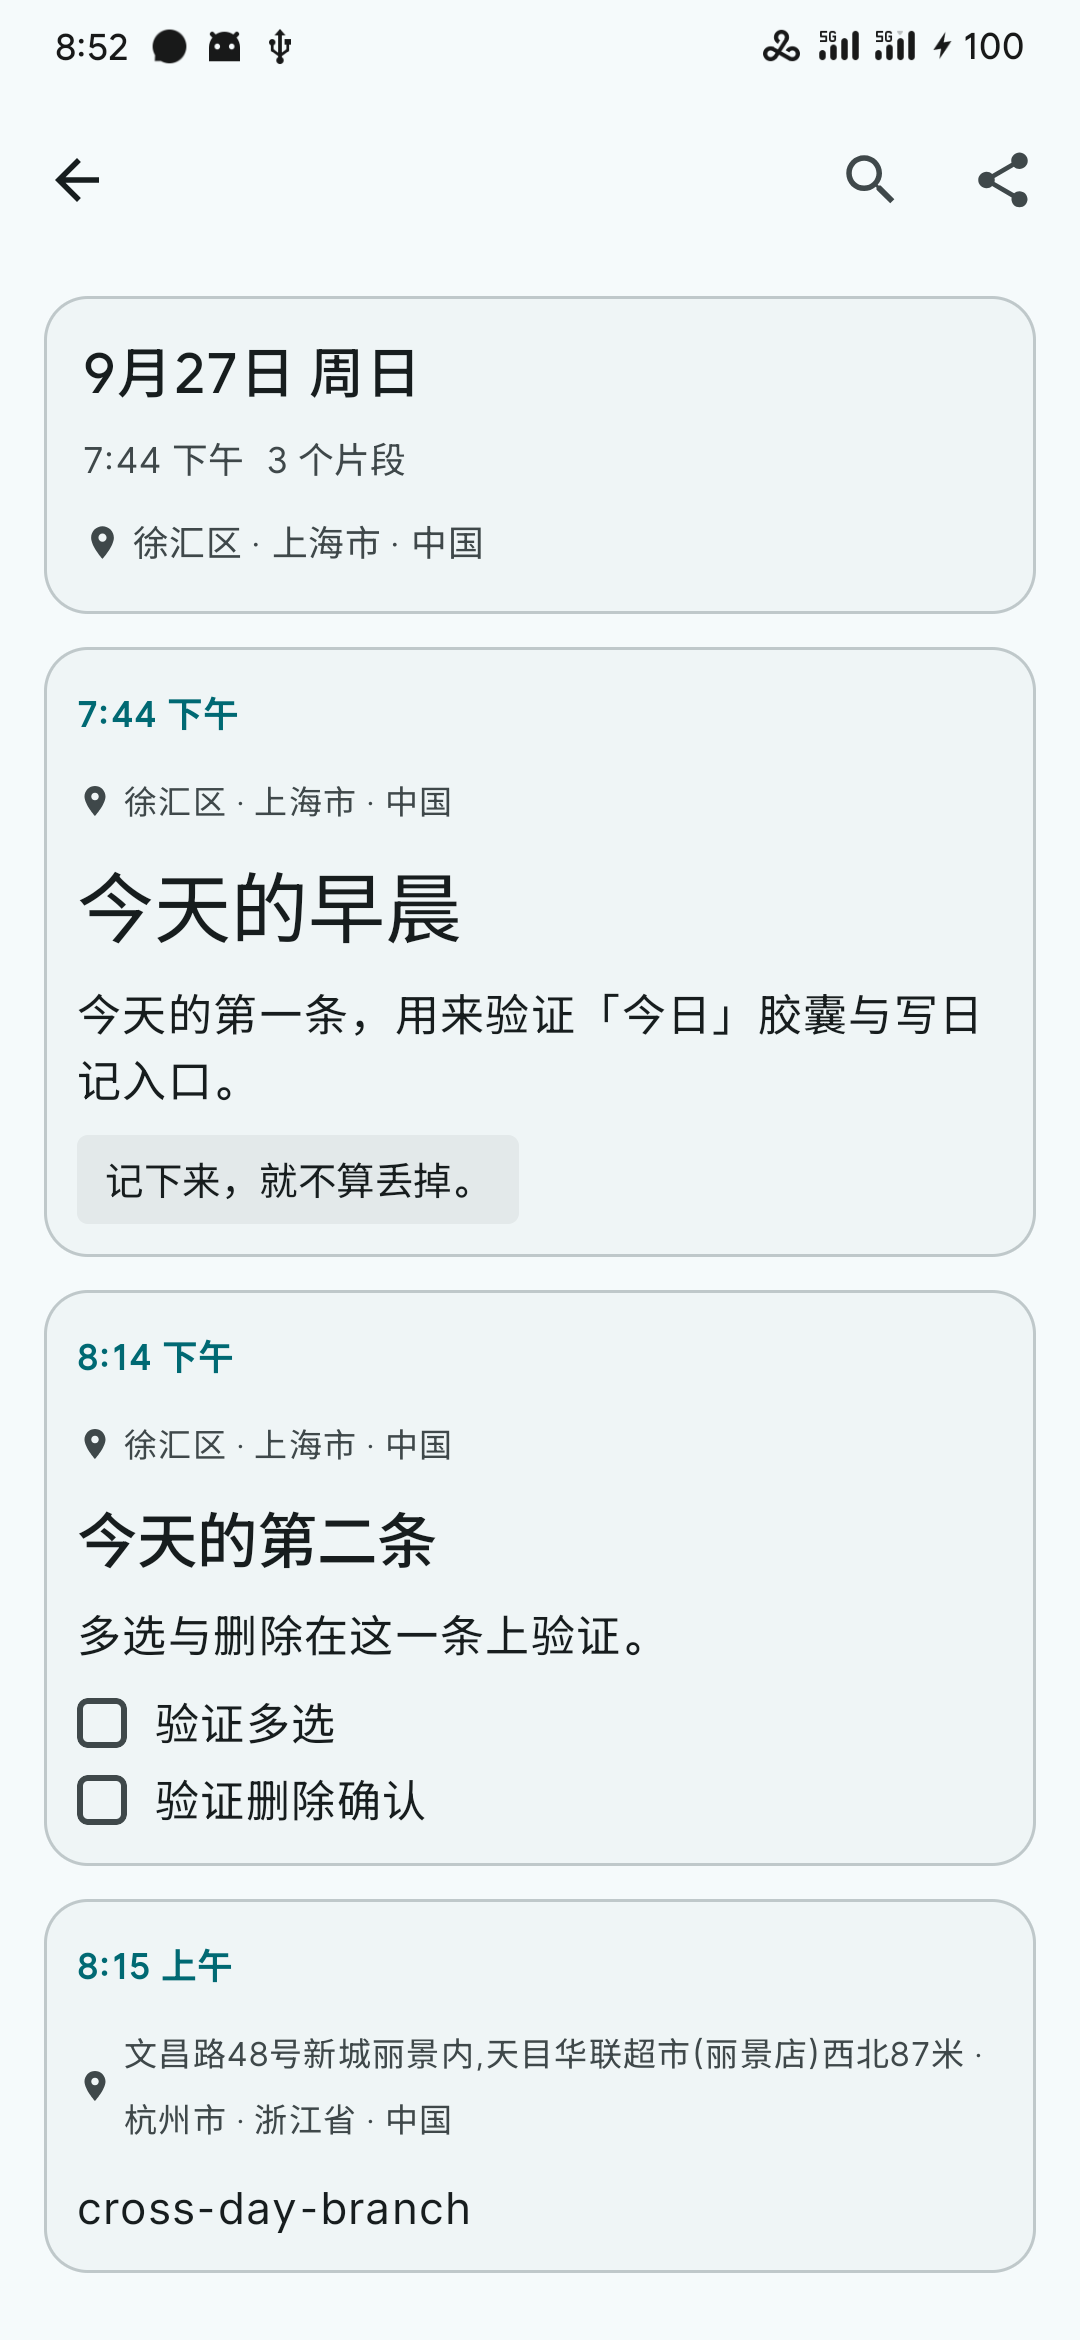 8:52
5G 5G 100
9月27日 周日
7:44 下午 3 个片段
徐汇区 · 上海市 · 中国
7:44 下午
徐汇区 · 上海市 · 中国
今天的早晨
今天的第一条，用来验证「今日」胶囊与写日
记入口。
记下来，就不算丢掉。
8:14 下午
徐汇区 · 上海市 · 中国
今天的第二条
多选与删除在这一条上验证。
验证多选
验证删除确认
8:15 上午
文昌路48号新城丽景内,天目华联超市(丽景店)西北87米 ·
杭州市 · 浙江省 · 中国
cross-day-branch